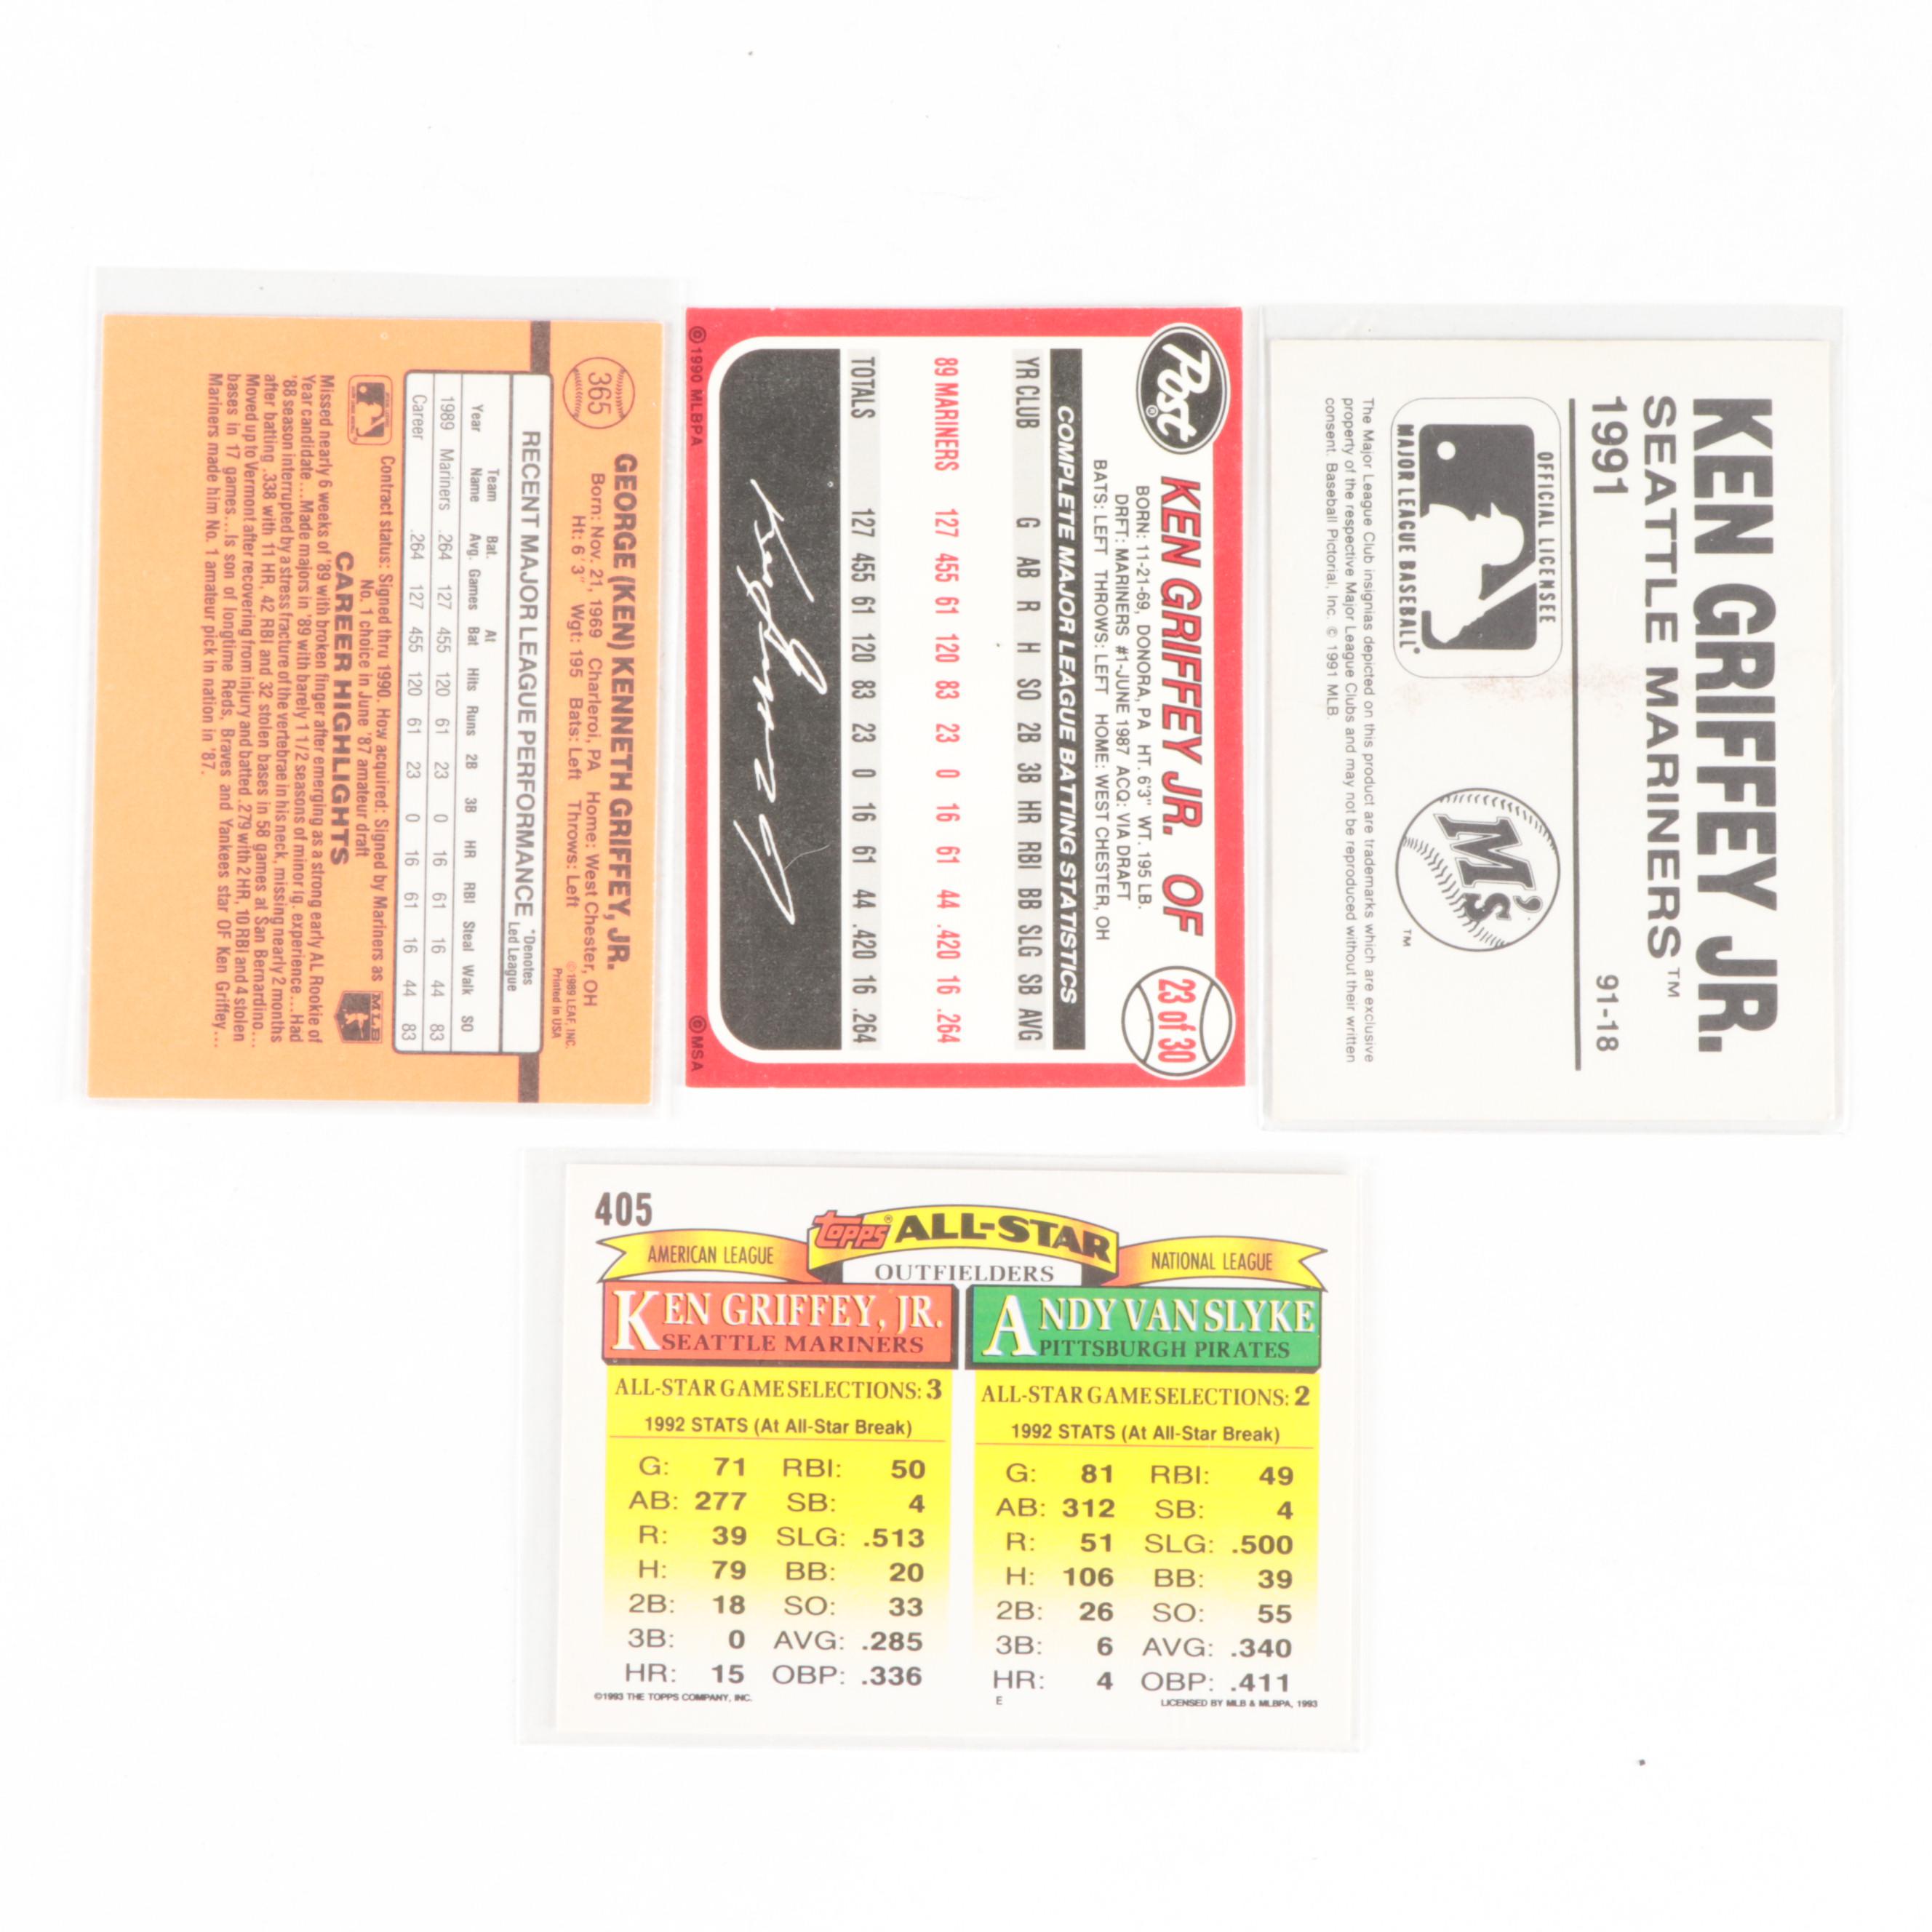 365
GEORGE (KEN) KENNETH GRIFFEY, JR.
Born: Nov. 21, 1969 Charleroi, PA Home: West Chester, OH
Ht: 6'3" Wgt: 195 Bats: Left Throws: Left
© 1989 LEAF, INC.
Printed in USA
RECENT MAJOR LEAGUE PERFORMANCE
*Denotes
Led League
Year Team Name Bat. Avg. Games At Bat Hits Runs 2B 3B HR RBI Steal Walk SO
1989 Mariners .264 127 455 120 61 23 0 16 61 16 44 83
Career .264 127 455 120 61 23 0 16 61 16 44 83
Contract status: Signed thru 1990. How acquired: Signed by Mariners as
No. 1 choice in June '87 amateur draft
MLB
CAREER HIGHLIGHTS
Missed nearly 6 weeks of '89 with broken finger after emerging as a strong early AL Rookie of
Year candidate...Made majors in '89 with barely 1 1/2 seasons of minor lg. experience...Had
'88 season interrupted by a stress fracture of the vertebrae in his neck, missing nearly 2 months
after batting .338 with 11 HR, 42 RBI and 32 stolen bases in 58 games at San Bernardino...
Moved up to Vermont after recovering from injury and batted .279 with 2 HR, 10 RBI and 4 stolen
bases in 17 games...Is son of longtime Reds, Braves and Yankees star OF Ken Griffey...
Mariners made him No. 1 amateur pick in nation in '87.
Post®
KEN GRIFFEY JR. OF
23 of 30
BORN: 11-21-69, DONORA, PA HT. 6'3" WT. 195 LB.
DRFT: MARINERS #1-JUNE 1987 ACQ: VIA DRAFT
BATS: LEFT THROWS: LEFT HOME: WEST CHESTER, OH
COMPLETE MAJOR LEAGUE BATTING STATISTICS
YR CLUB G AB R H SO 2B 3B HR RBI BB SLG SB AVG
89 MARINERS 127 455 61 120 83 23 0 16 61 44 .420 16 .264
TOTALS 127 455 61 120 83 23 0 16 61 44 .420 16 .264
© 1990 MLBPA
© MSA
KEN GRIFFEY JR.
SEATTLE MARINERS™
1991
91-18
OFFICIAL LICENSEE
MAJOR LEAGUE BASEBALL®
M's
TM
The Major League Club insignias depicted on this product are trademarks which are exclusive
property of the respective Major League Clubs and may not be reproduced without their written
consent. Baseball Pictorial, Inc. © 1991 MLB.
405
topps® ALL-STAR
AMERICAN LEAGUE
OUTFIELDERS
NATIONAL LEAGUE
KEN GRIFFEY, JR.
SEATTLE MARINERS
ALL-STAR GAME SELECTIONS: 3
1992 STATS (At All-Star Break)
G: 71 RBI: 50
AB: 277 SB: 4
R: 39 SLG: .513
H: 79 BB: 20
2B: 18 SO: 33
3B: 0 AVG: .285
HR: 15 OBP: .336
©1993 THE TOPPS COMPANY, INC.
ANDY VAN SLYKE
PITTSBURGH PIRATES
ALL-STAR GAME SELECTIONS: 2
1992 STATS (At All-Star Break)
G: 81 RBI: 49
AB: 312 SB: 4
R: 51 SLG: .500
H: 106 BB: 39
2B: 26 SO: 55
3B: 6 AVG: .340
HR: 4 OBP: .411
E
LICENSED BY MLB & MLBPA, 1993